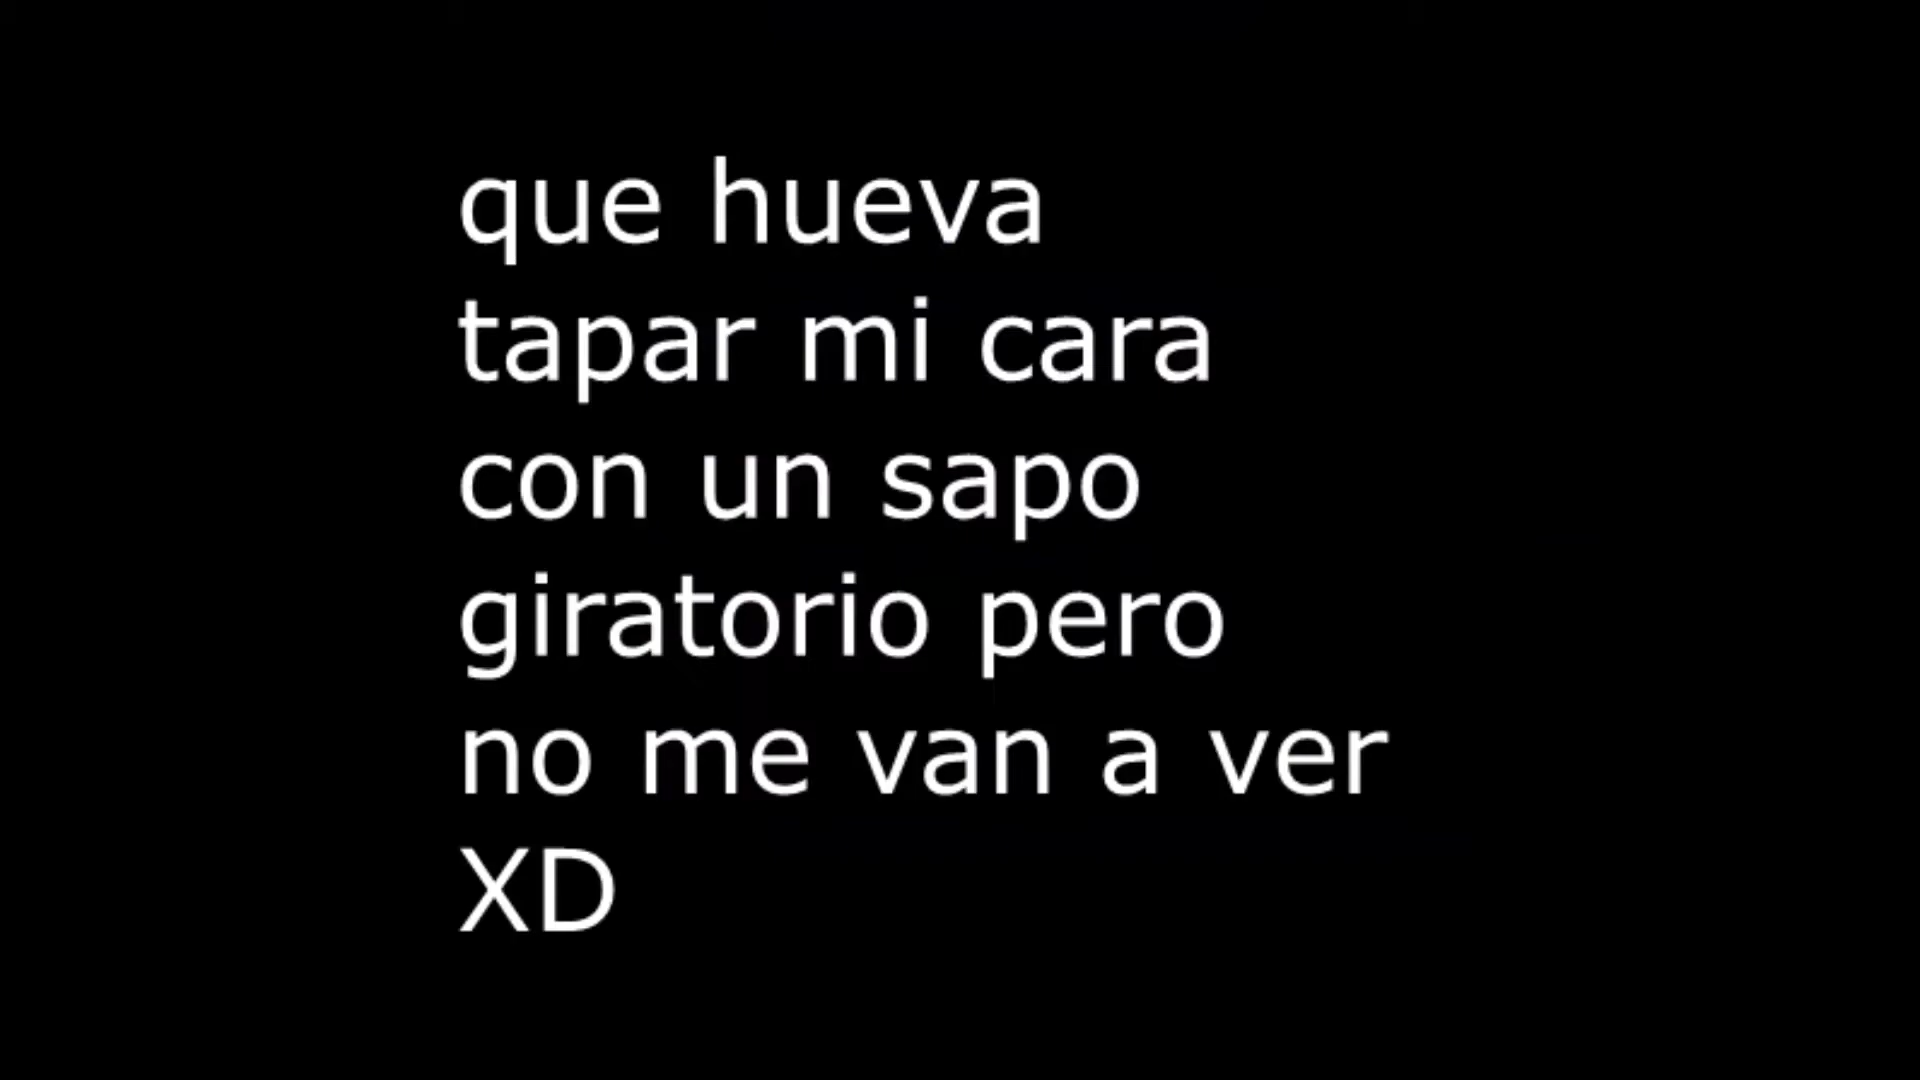 que hueva
tapar mi cara
con un sapo
giratorio pero
no me van a ver
XD